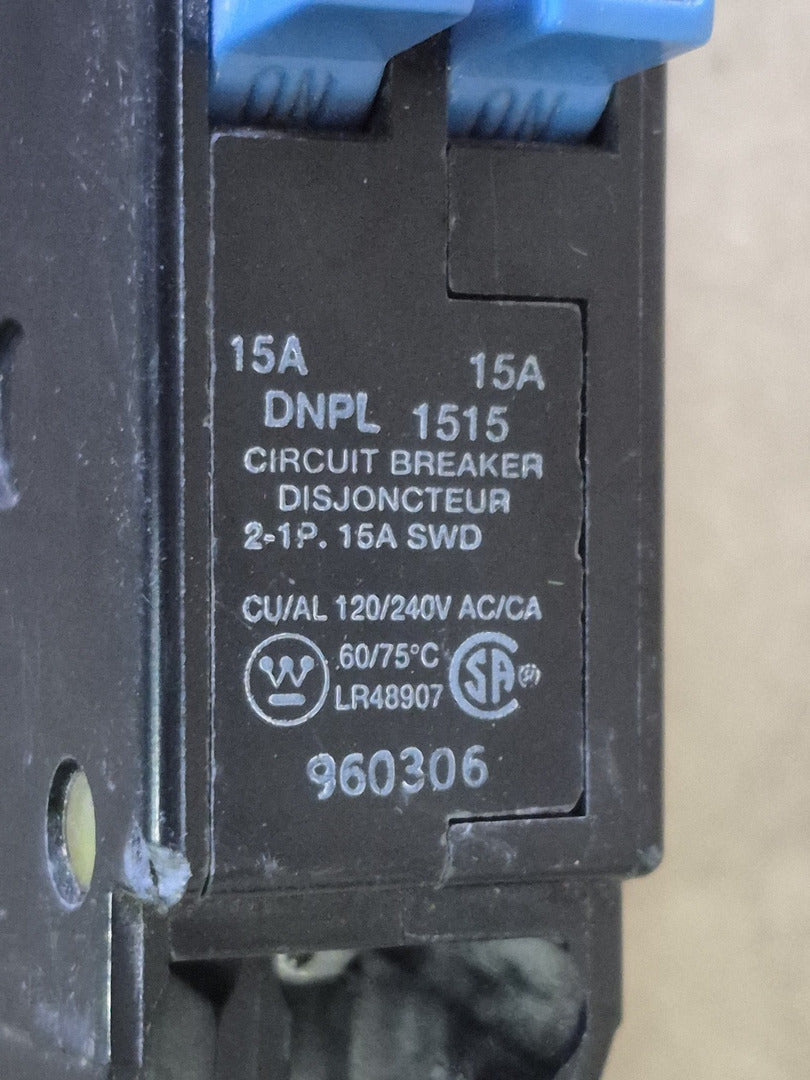 ON ON
15A 15A
DNPL 1515
CIRCUIT BREAKER
DISJONCTEUR
2-1P. 15A SWD
CU/AL 120/240V AC/CA
60/75°C
LR48907
SA
960306